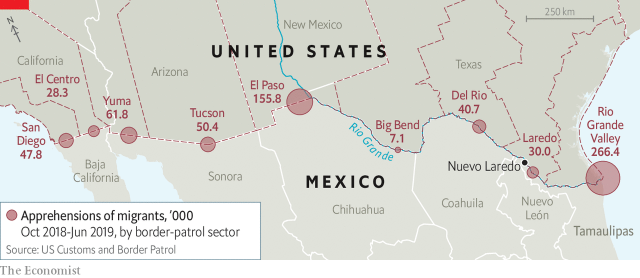 N
250 km
New Mexico
UNITED STATES
California
Arizona
Texas
El Centro
28.3
Yuma
61.8
El Paso
155.8
Tucson
50.4
San
Diego
47.8
Big Bend
7.1
Del Rio
40.7
Laredo
30.0
Rio
Grande
Valley
266.4
Rio Grande
Nuevo Laredo
Baja
California
Sonora
MEXICO
Chihuahua
Coahuila
Nuevo
León
Tamaulipas
Apprehensions of migrants, '000
Oct 2018-Jun 2019, by border-patrol sector
Source: US Customs and Border Patrol
The Economist